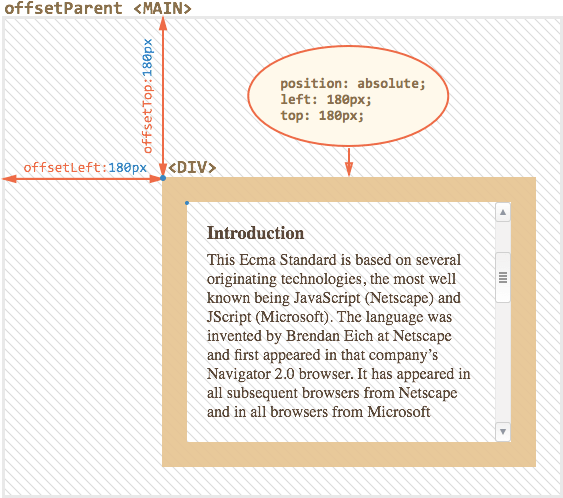 offsetParent <MAIN>
offsetTop:180px
position: absolute;
left: 180px;
top: 180px;
offsetLeft:180px
<DIV>
Introduction
This Ecma Standard is based on several
originating technologies, the most well
known being JavaScript (Netscape) and
JScript (Microsoft). The language was
invented by Brendan Eich at Netscape
and first appeared in that company’s
Navigator 2.0 browser. It has appeared in
all subsequent browsers from Netscape
and in all browsers from Microsoft